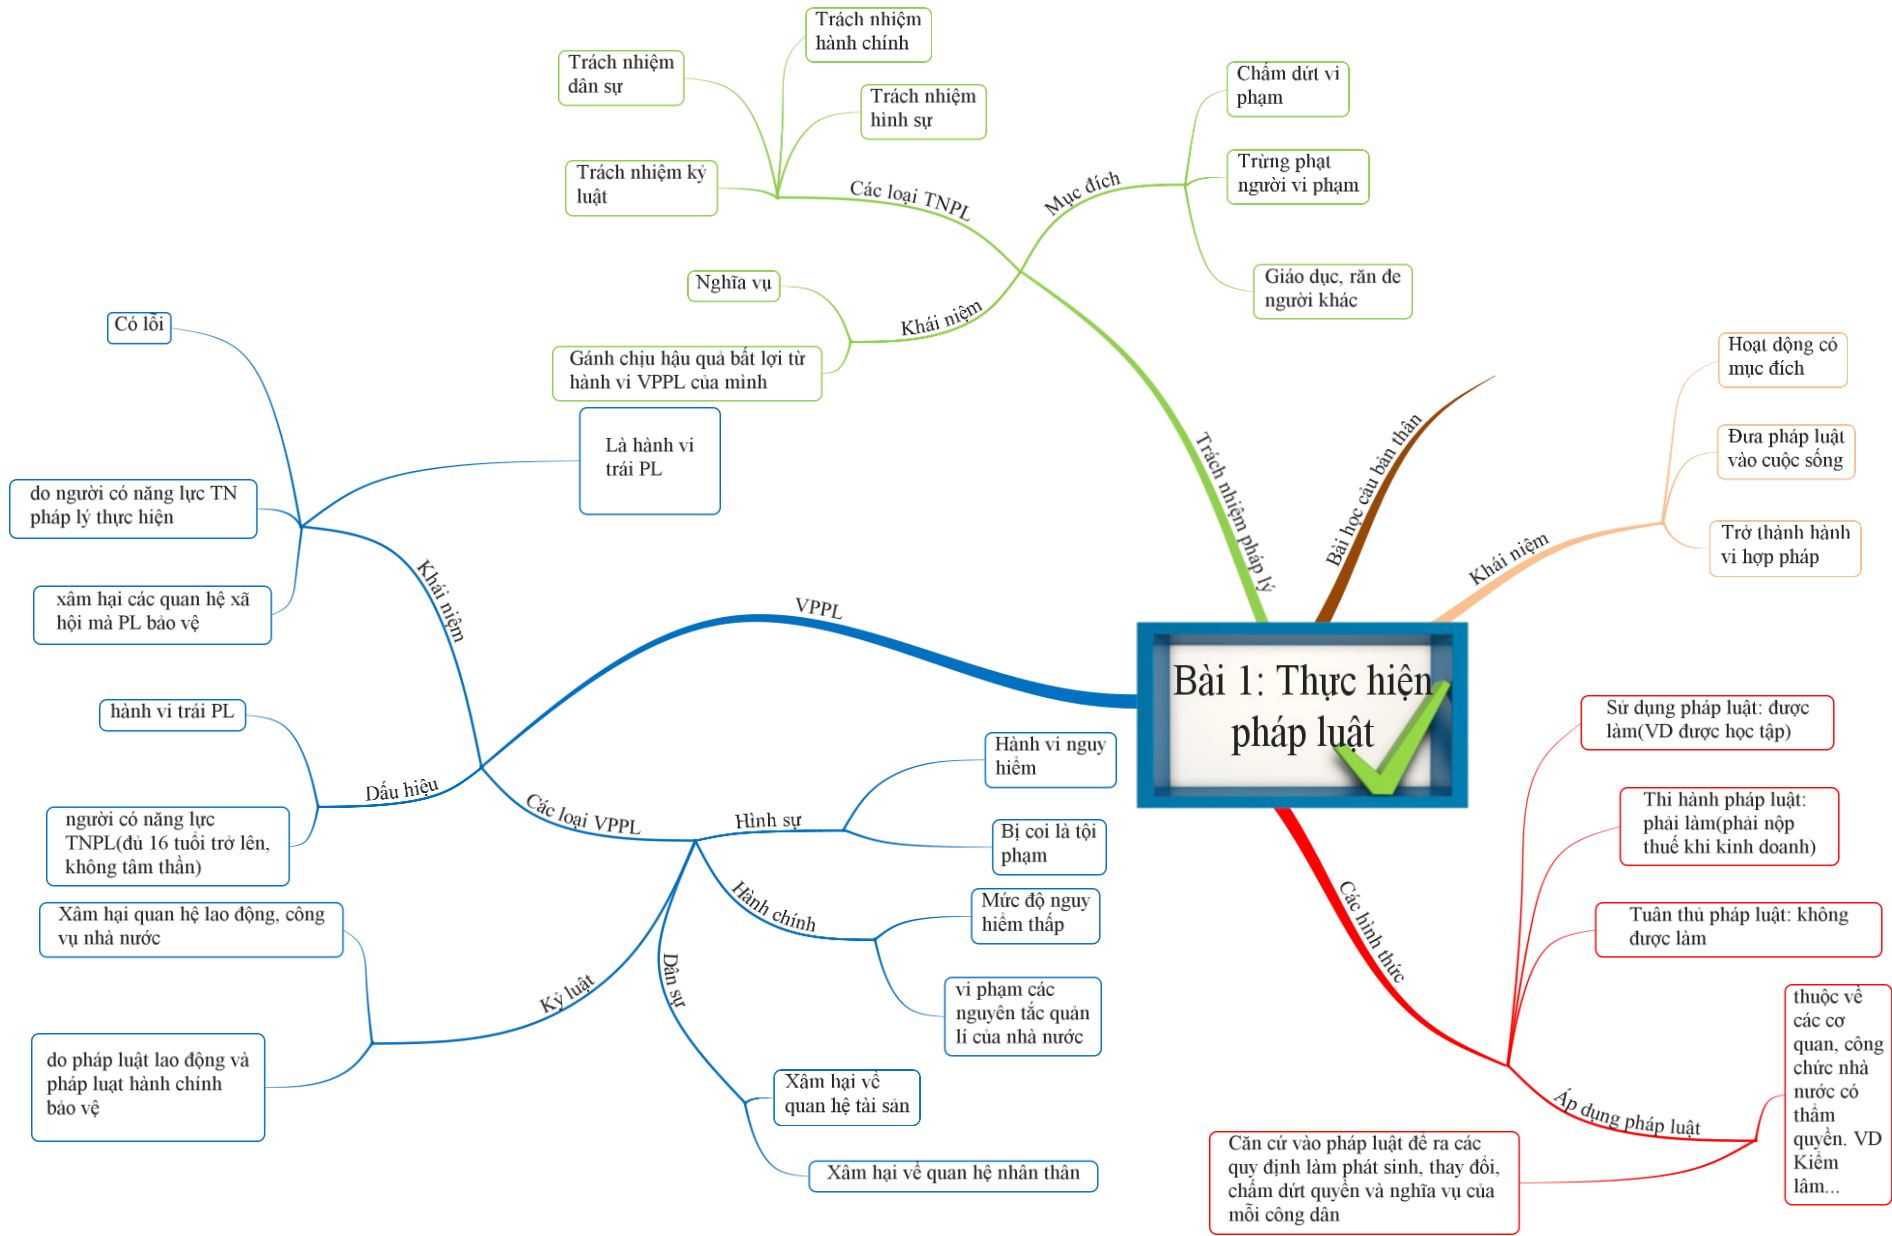 Bài 1: Thực hiện
pháp luật
Trách nhiệm pháp lý
Các loại TNPL
Trách nhiệm
hành chính
Trách nhiệm
dân sự
Trách nhiệm
hình sự
Trách nhiệm kỷ
luật
Mục đích
Chấm dứt vi
phạm
Trừng phạt
người vi phạm
Giáo dục, răn đe
người khác
Khái niệm
Nghĩa vụ
Gánh chịu hậu quả bất lợi từ
hành vi VPPL của mình
Bài học của bản thân
Khái niệm
Hoạt động có
mục đích
Đưa pháp luật
vào cuộc sống
Trở thành hành
vi hợp pháp
Các hình thức
Sử dụng pháp luật: được
làm(VD được học tập)
Thi hành pháp luật:
phải làm(phải nộp
thuế khi kinh doanh)
Tuân thủ pháp luật: không
được làm
Áp dụng pháp luật
thuộc về
các cơ
quan, công
chức nhà
nước có
thẩm
quyền. VD
Kiểm
lâm...
Căn cứ vào pháp luật để ra các
quy định làm phát sinh, thay đổi,
chấm dứt quyền và nghĩa vụ của
mỗi công dân
VPPL
Khái niệm
Có lỗi
Là hành vi
trái PL
do người có năng lực TN
pháp lý thực hiện
xâm hại các quan hệ xã
hội mà PL bảo vệ
Dấu hiệu
hành vi trái PL
người có năng lực
TNPL(đủ 16 tuổi trở lên,
không tâm thần)
Các loại VPPL
Hình sự
Hành vi nguy
hiểm
Bị coi là tội
phạm
Hành chính
Mức độ nguy
hiểm thấp
vi phạm các
nguyên tắc quản
lí của nhà nước
Dân sự
Xâm hại về
quan hệ tài sản
Xâm hại về quan hệ nhân thân
Kỷ luật
Xâm hại quan hệ lao động, công
vụ nhà nước
do pháp luật lao động và
pháp luạt hành chính
bảo vệ